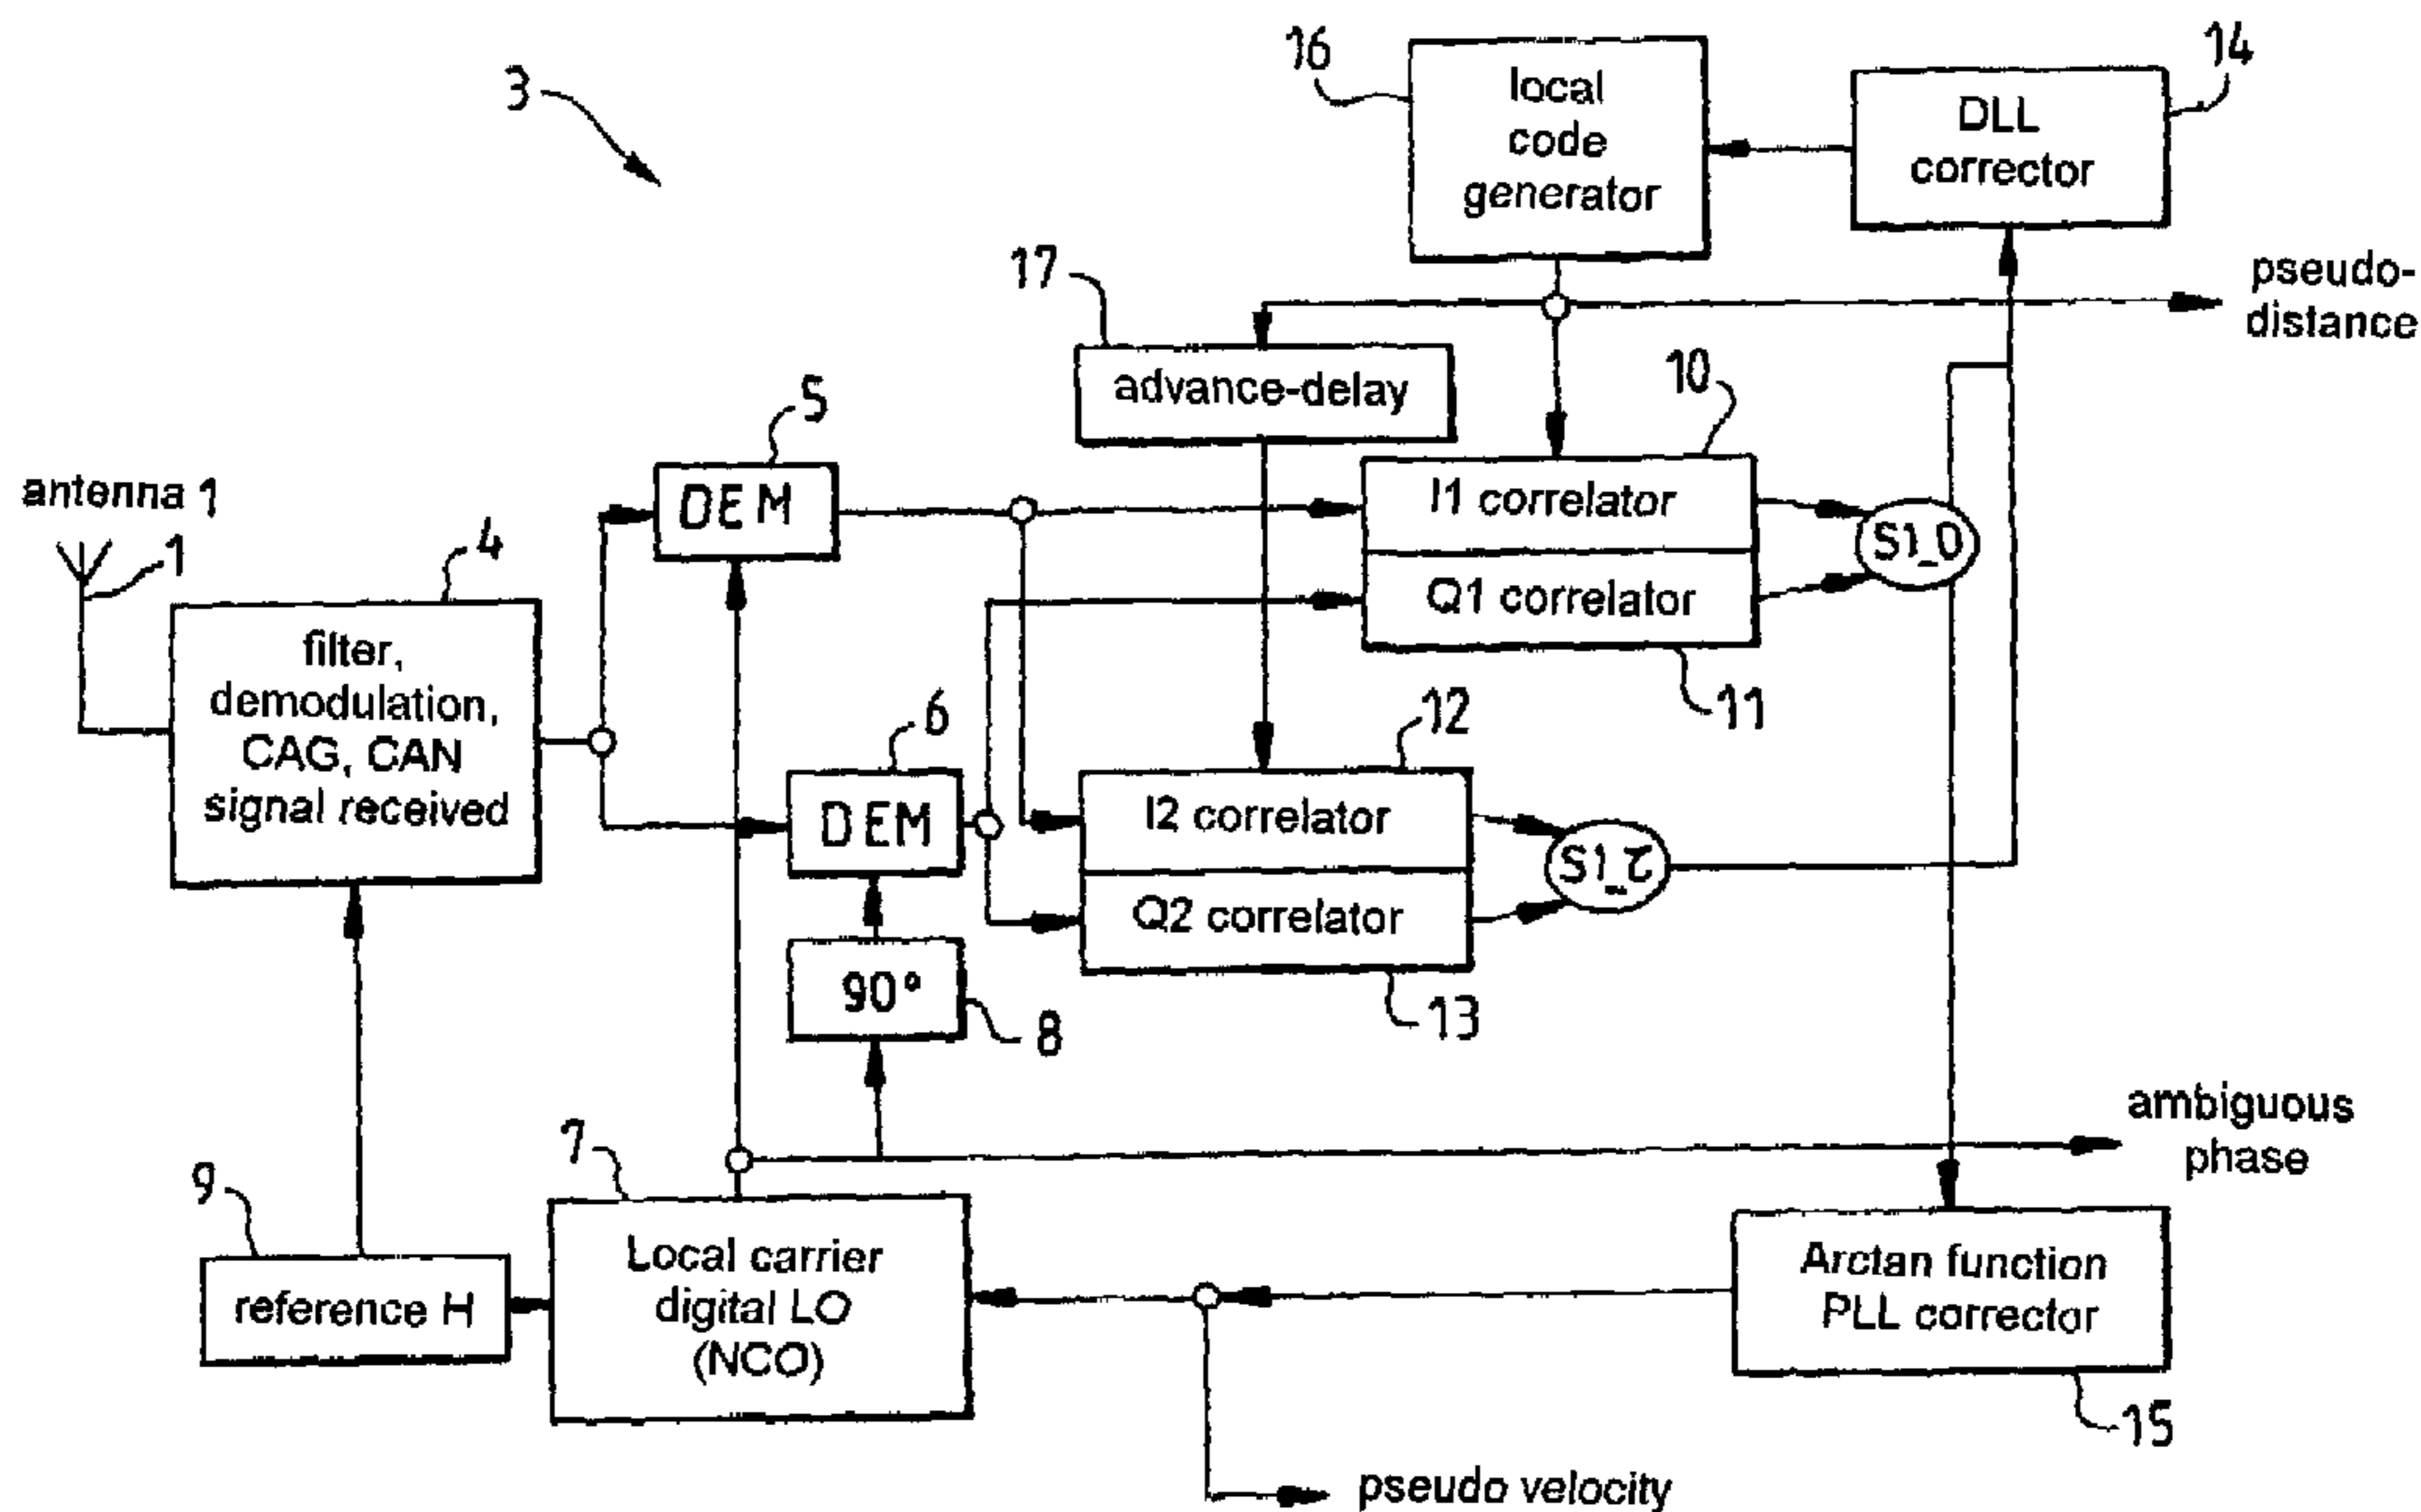 3
16
local
code
generator
14
DLL
corrector
17
pseudo-
distance
advance-delay
10
5
antenna 1
DEM
I1 correlator
S1_0
1
4
Q1 correlator
filter,
demodulation,
CAG, CAN
signal received
11
6
12
DEM
I2 correlator
S1_τ
Q2 correlator
90°
8
13
ambiguous
phase
7
9
Local carrier
digital LO
(NCO)
reference H
Arctan function
PLL corrector
15
pseudo velocity